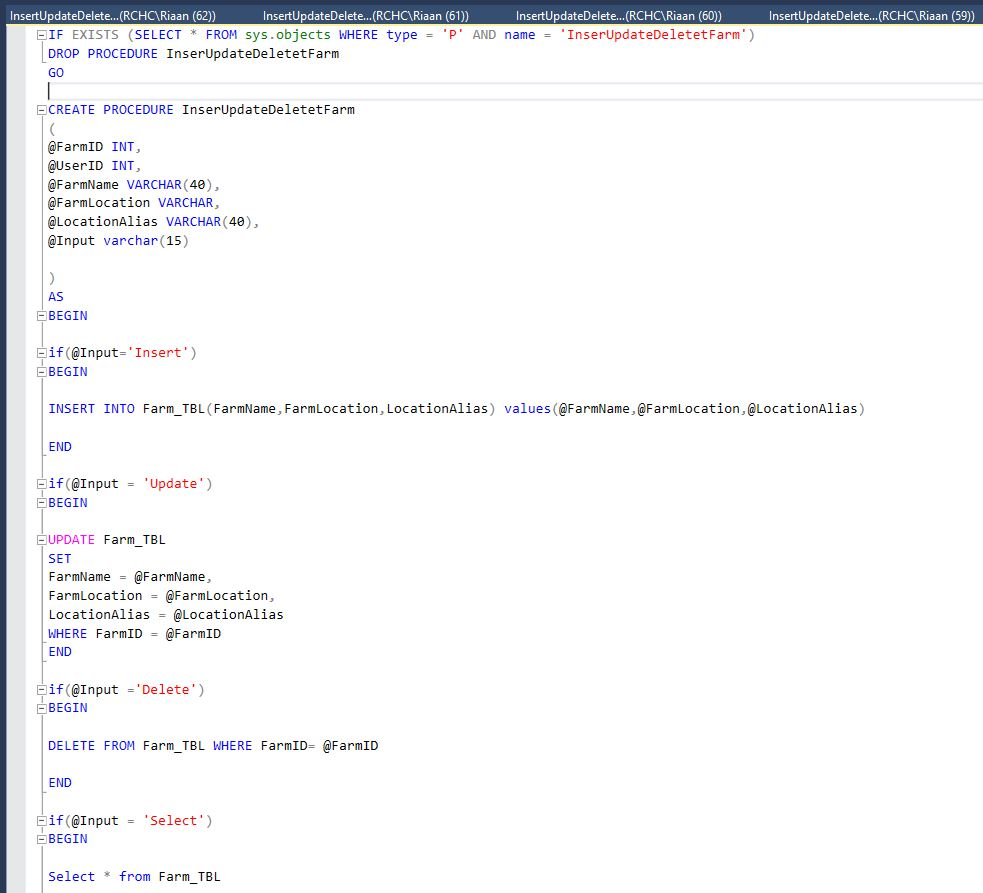 InsertUpdateDelete...(RCHC\Riaan (62)) InsertUpdateDelete...(RCHC\Riaan (61)) InsertUpdateDelete...(RCHC\Riaan (60)) InsertUpdateDelete...(RCHC\Riaan (59))
IF EXISTS (SELECT * FROM sys.objects WHERE type = 'P' AND name = 'InserUpdateDeletetFarm')
DROP PROCEDURE InserUpdateDeletetFarm
GO
CREATE PROCEDURE InserUpdateDeletetFarm
(
@FarmID INT,
@UserID INT,
@FarmName VARCHAR(40),
@FarmLocation VARCHAR,
@LocationAlias VARCHAR(40),
@Input varchar(15)
)
AS
BEGIN
if(@Input='Insert')
BEGIN
INSERT INTO Farm_TBL(FarmName,FarmLocation,LocationAlias) values(@FarmName,@FarmLocation,@LocationAlias)
END
if(@Input = 'Update')
BEGIN
UPDATE Farm_TBL
SET
FarmName = @FarmName,
FarmLocation = @FarmLocation,
LocationAlias = @LocationAlias
WHERE FarmID = @FarmID
END
if(@Input ='Delete')
BEGIN
DELETE FROM Farm_TBL WHERE FarmID= @FarmID
END
if(@Input = 'Select')
BEGIN
Select * from Farm_TBL